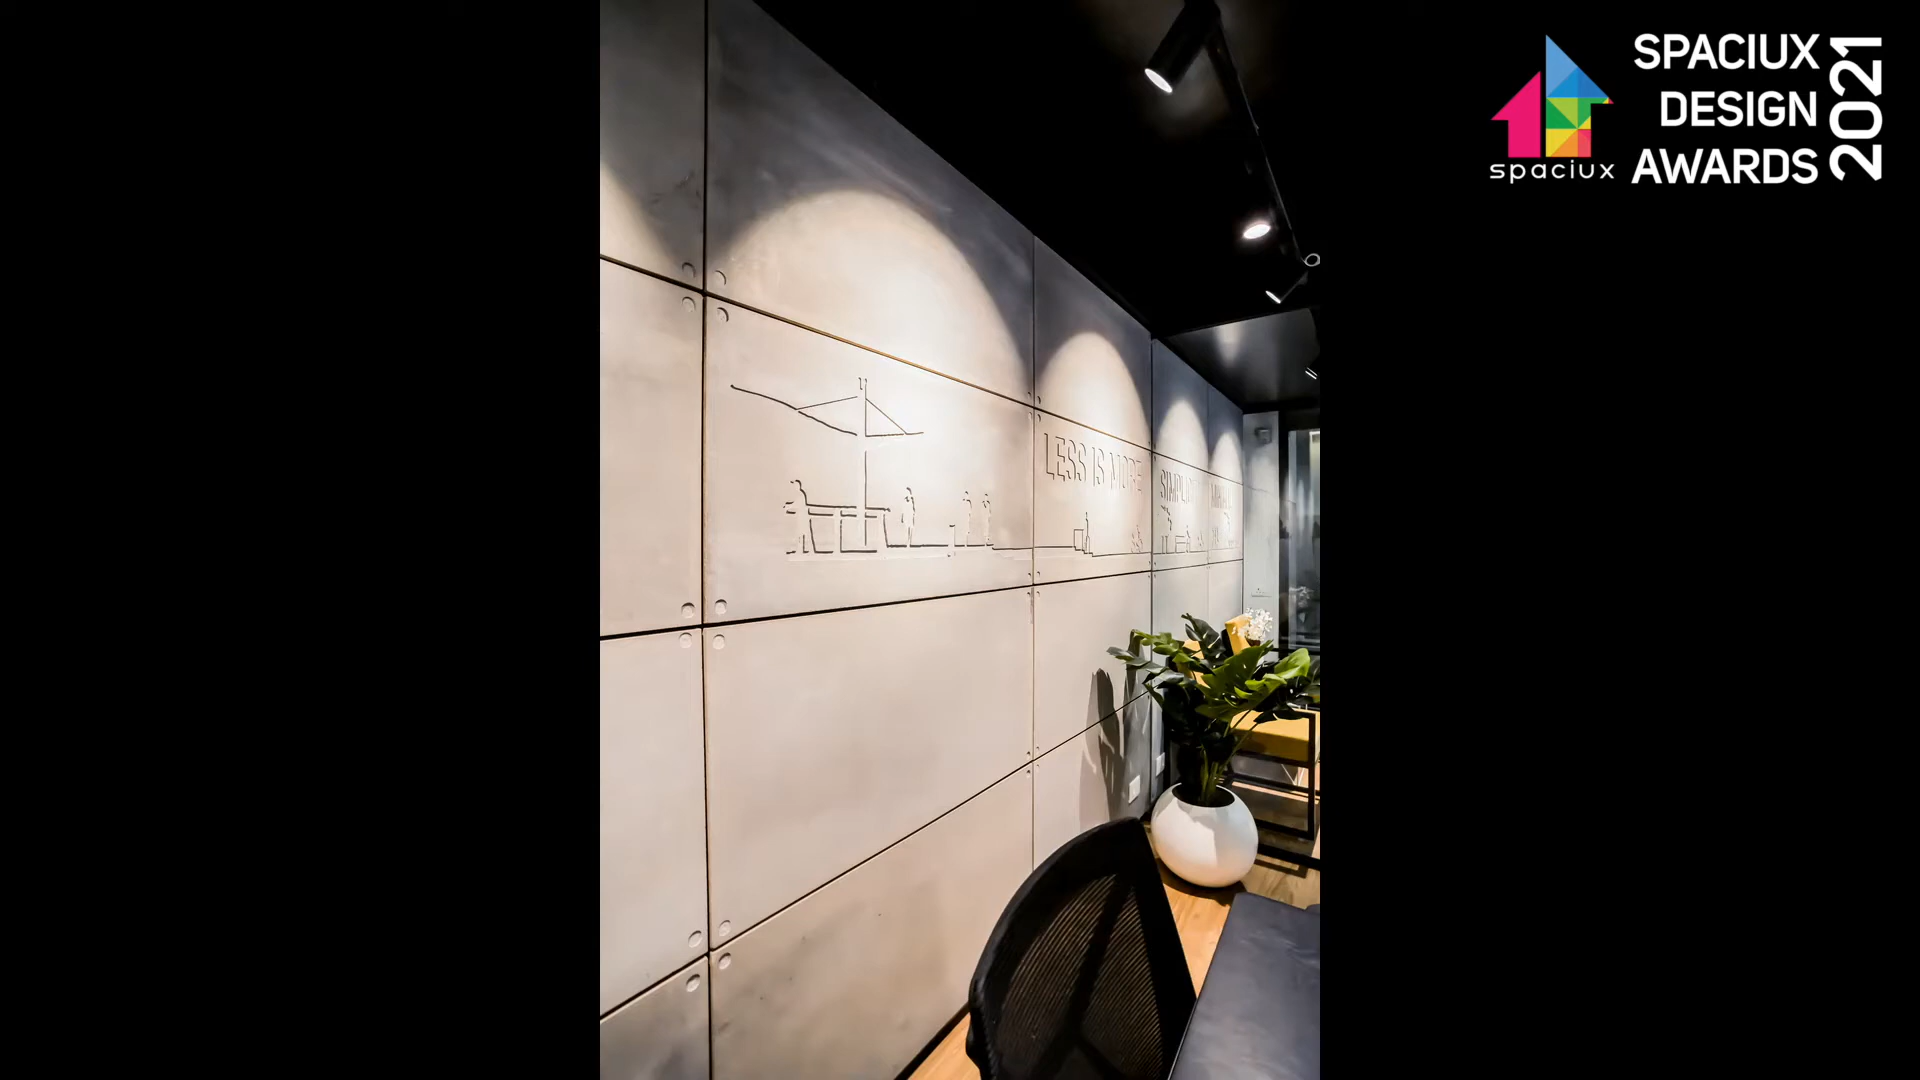 SPACIUX
DESIGN
AWARDS
2021
spaciux
LESS IS MORE